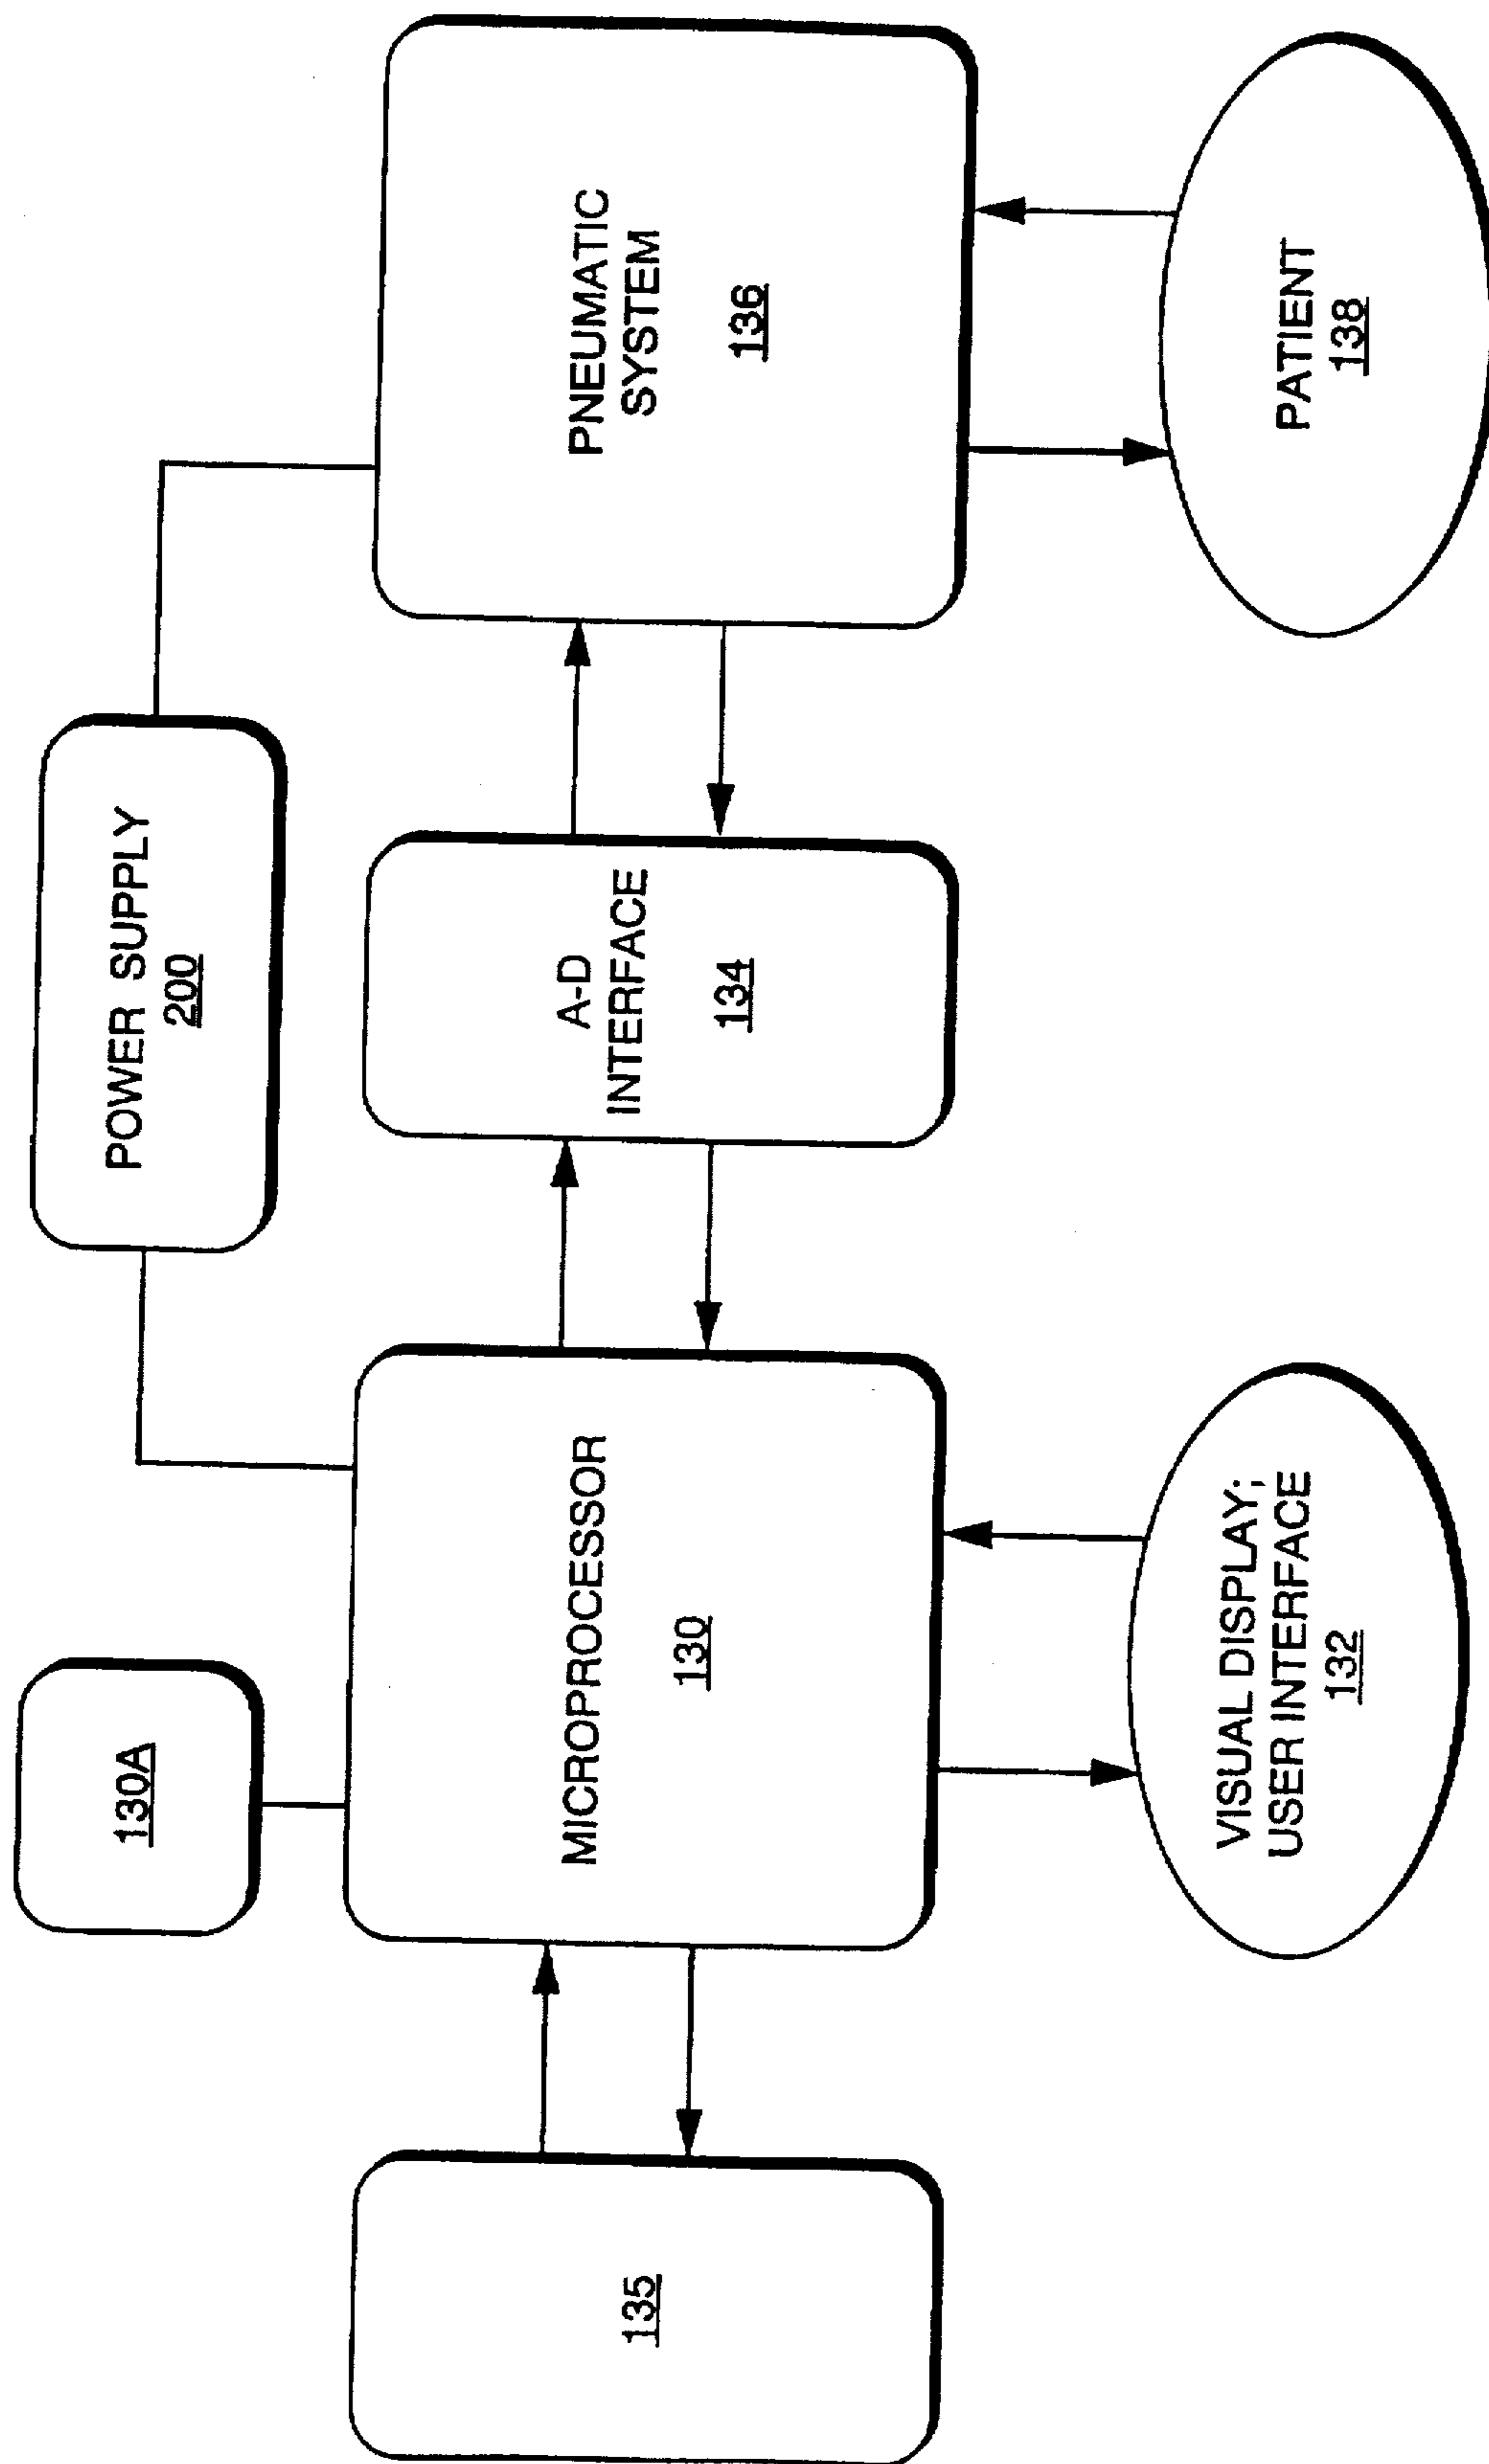 130A
POWER SUPPLY
200
135
MICROPROCESSOR
130
A-D
INTERFACE
134
PNEUMATIC
SYSTEM
136
VISUAL DISPLAY;
USER INTERFACE
132
PATIENT
138